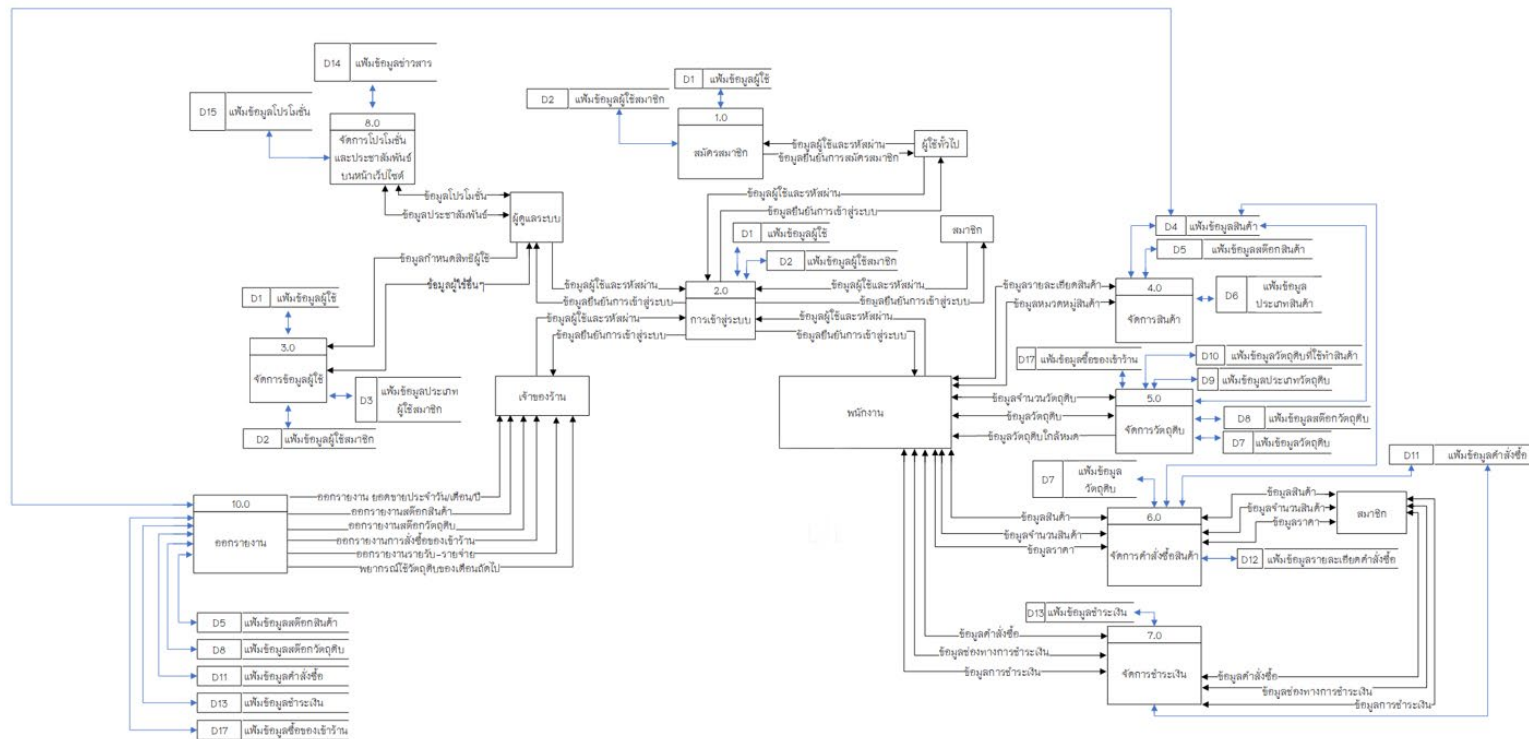 D14 แฟ้มข้อมูลข่าวสาร
D15 แฟ้มข้อมูลโปรโมชั่น
8.0
จัดการโปรโมชั่น
และประชาสัมพันธ์
บนหน้าเว็ปไซต์
ข้อมูลโปรโมชั่น
ข้อมูลประชาสัมพันธ์
ผู้ดูแลระบบ
D1 แฟ้มข้อมูลผู้ใช้
D2 แฟ้มข้อมูลผู้ใช้สมาชิก
1.0
สมัครสมาชิก
ข้อมูลผู้ใช้และรหัสผ่าน
ข้อมูลยืนยันการสมัครสมาชิก
ผู้ใช้ทั่วไป
ข้อมูลผู้ใช้และรหัสผ่าน
ข้อมูลยืนยันการเข้าสู่ระบบ
D1 แฟ้มข้อมูลผู้ใช้
D2 แฟ้มข้อมูลผู้ใช้สมาชิก
สมาชิก
2.0
การเข้าสู่ระบบ
ข้อมูลผู้ใช้และรหัสผ่าน
ข้อมูลยืนยันการเข้าสู่ระบบ
ข้อมูลผู้ใช้และรหัสผ่าน
ข้อมูลยืนยันการเข้าสู่ระบบ
ข้อมูลผู้ใช้และรหัสผ่าน
ข้อมูลยืนยันการเข้าสู่ระบบ
ข้อมูลผู้ใช้และรหัสผ่าน
ข้อมูลยืนยันการเข้าสู่ระบบ
ข้อมูลกำหนดสิทธิผู้ใช้
ข้อมูลผู้ใช้อื่นๆ
D1 แฟ้มข้อมูลผู้ใช้
3.0
จัดการข้อมูลผู้ใช้
D3 แฟ้มข้อมูลประเภท
ผู้ใช้สมาชิก
D2 แฟ้มข้อมูลผู้ใช้สมาชิก
เจ้าของร้าน
พนักงาน
D4 แฟ้มข้อมูลสินค้า
D5 แฟ้มข้อมูลสต๊อกสินค้า
4.0
จัดการสินค้า
D6 แฟ้มข้อมูล
ประเภทสินค้า
ข้อมูลรายละเอียดสินค้า
ข้อมูลหมวดหมู่สินค้า
D17 แฟ้มข้อมูลซื้อของเข้าร้าน
D10 แฟ้มข้อมูลวัตถุดิบที่ใช้ทำสินค้า
D9 แฟ้มข้อมูลประเภทวัตถุดิบ
5.0
จัดการวัตถุดิบ
D8 แฟ้มข้อมูลสต๊อกวัตถุดิบ
D7 แฟ้มข้อมูลวัตถุดิบ
ข้อมูลจำนวนวัตถุดิบ
ข้อมูลวัตถุดิบ
ข้อมูลวัตถุดิบใกล้หมด
D11 แฟ้มข้อมูลคำสั่งซื้อ
D7 แฟ้มข้อมูล
วัตถุดิบ
6.0
จัดการคำสั่งซื้อสินค้า
ข้อมูลสินค้า
ข้อมูลจำนวนสินค้า
ข้อมูลราคา
ข้อมูลสินค้า
ข้อมูลจำนวนสินค้า
ข้อมูลราคา
สมาชิก
D12 แฟ้มข้อมูลรายละเอียดคำสั่งซื้อ
D13 แฟ้มข้อมูลชำระเงิน
7.0
จัดการชำระเงิน
ข้อมูลคำสั่งซื้อ
ข้อมูลช่องทางการชำระเงิน
ข้อมูลการชำระเงิน
ข้อมูลคำสั่งซื้อ
ข้อมูลช่องทางการชำระเงิน
ข้อมูลการชำระเงิน
10.0
ออกรายงาน
ออกรายงาน ยอดขายประจำวัน/เดือน/ปี
ออกรายงานสต๊อกสินค้า
ออกรายงานสต๊อกวัตถุดิบ
ออกรายงานการสั่งซื้อของเข้าร้าน
ออกรายงานรายรับ-รายจ่าย
พยากรณ์ใช้วัตถุดิบของเดือนถัดไป
D5 แฟ้มข้อมูลสต๊อกสินค้า
D8 แฟ้มข้อมูลสต๊อกวัตถุดิบ
D11 แฟ้มข้อมูลคำสั่งซื้อ
D13 แฟ้มข้อมูลชำระเงิน
D17 แฟ้มข้อมูลซื้อของเข้าร้าน